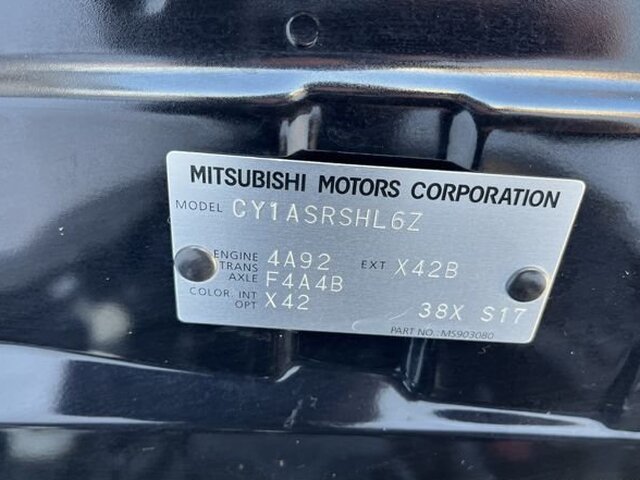 MITSUBISHI MOTORS CORPORATION
MODEL CY1ASRSHL6Z
ENGINE 4A92 EXT X42B
TRANS AXLE F4A4B
COLOR. INT OPT X42
38X S17
PART NO.: MS903080